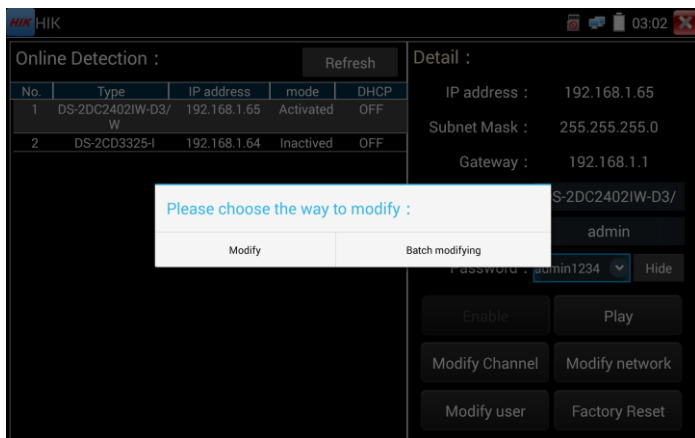 HIK HIK
03:02
Online Detection :
Refresh
No. Type IP address mode DHCP
1 DS-2DC2402IW-D3/ 192.168.1.65 Activated OFF
W
2 DS-2CD3325-I 192.168.1.64 Inactived OFF
Please choose the way to modify :
Modify Batch modifying
Detail :
IP address : 192.168.1.65
Subnet Mask : 255.255.255.0
Gateway : 192.168.1.1
S-2DC2402IW-D3/
admin
Password : admin1234 Hide
Enable Play
Modify Channel Modify network
Modify user Factory Reset